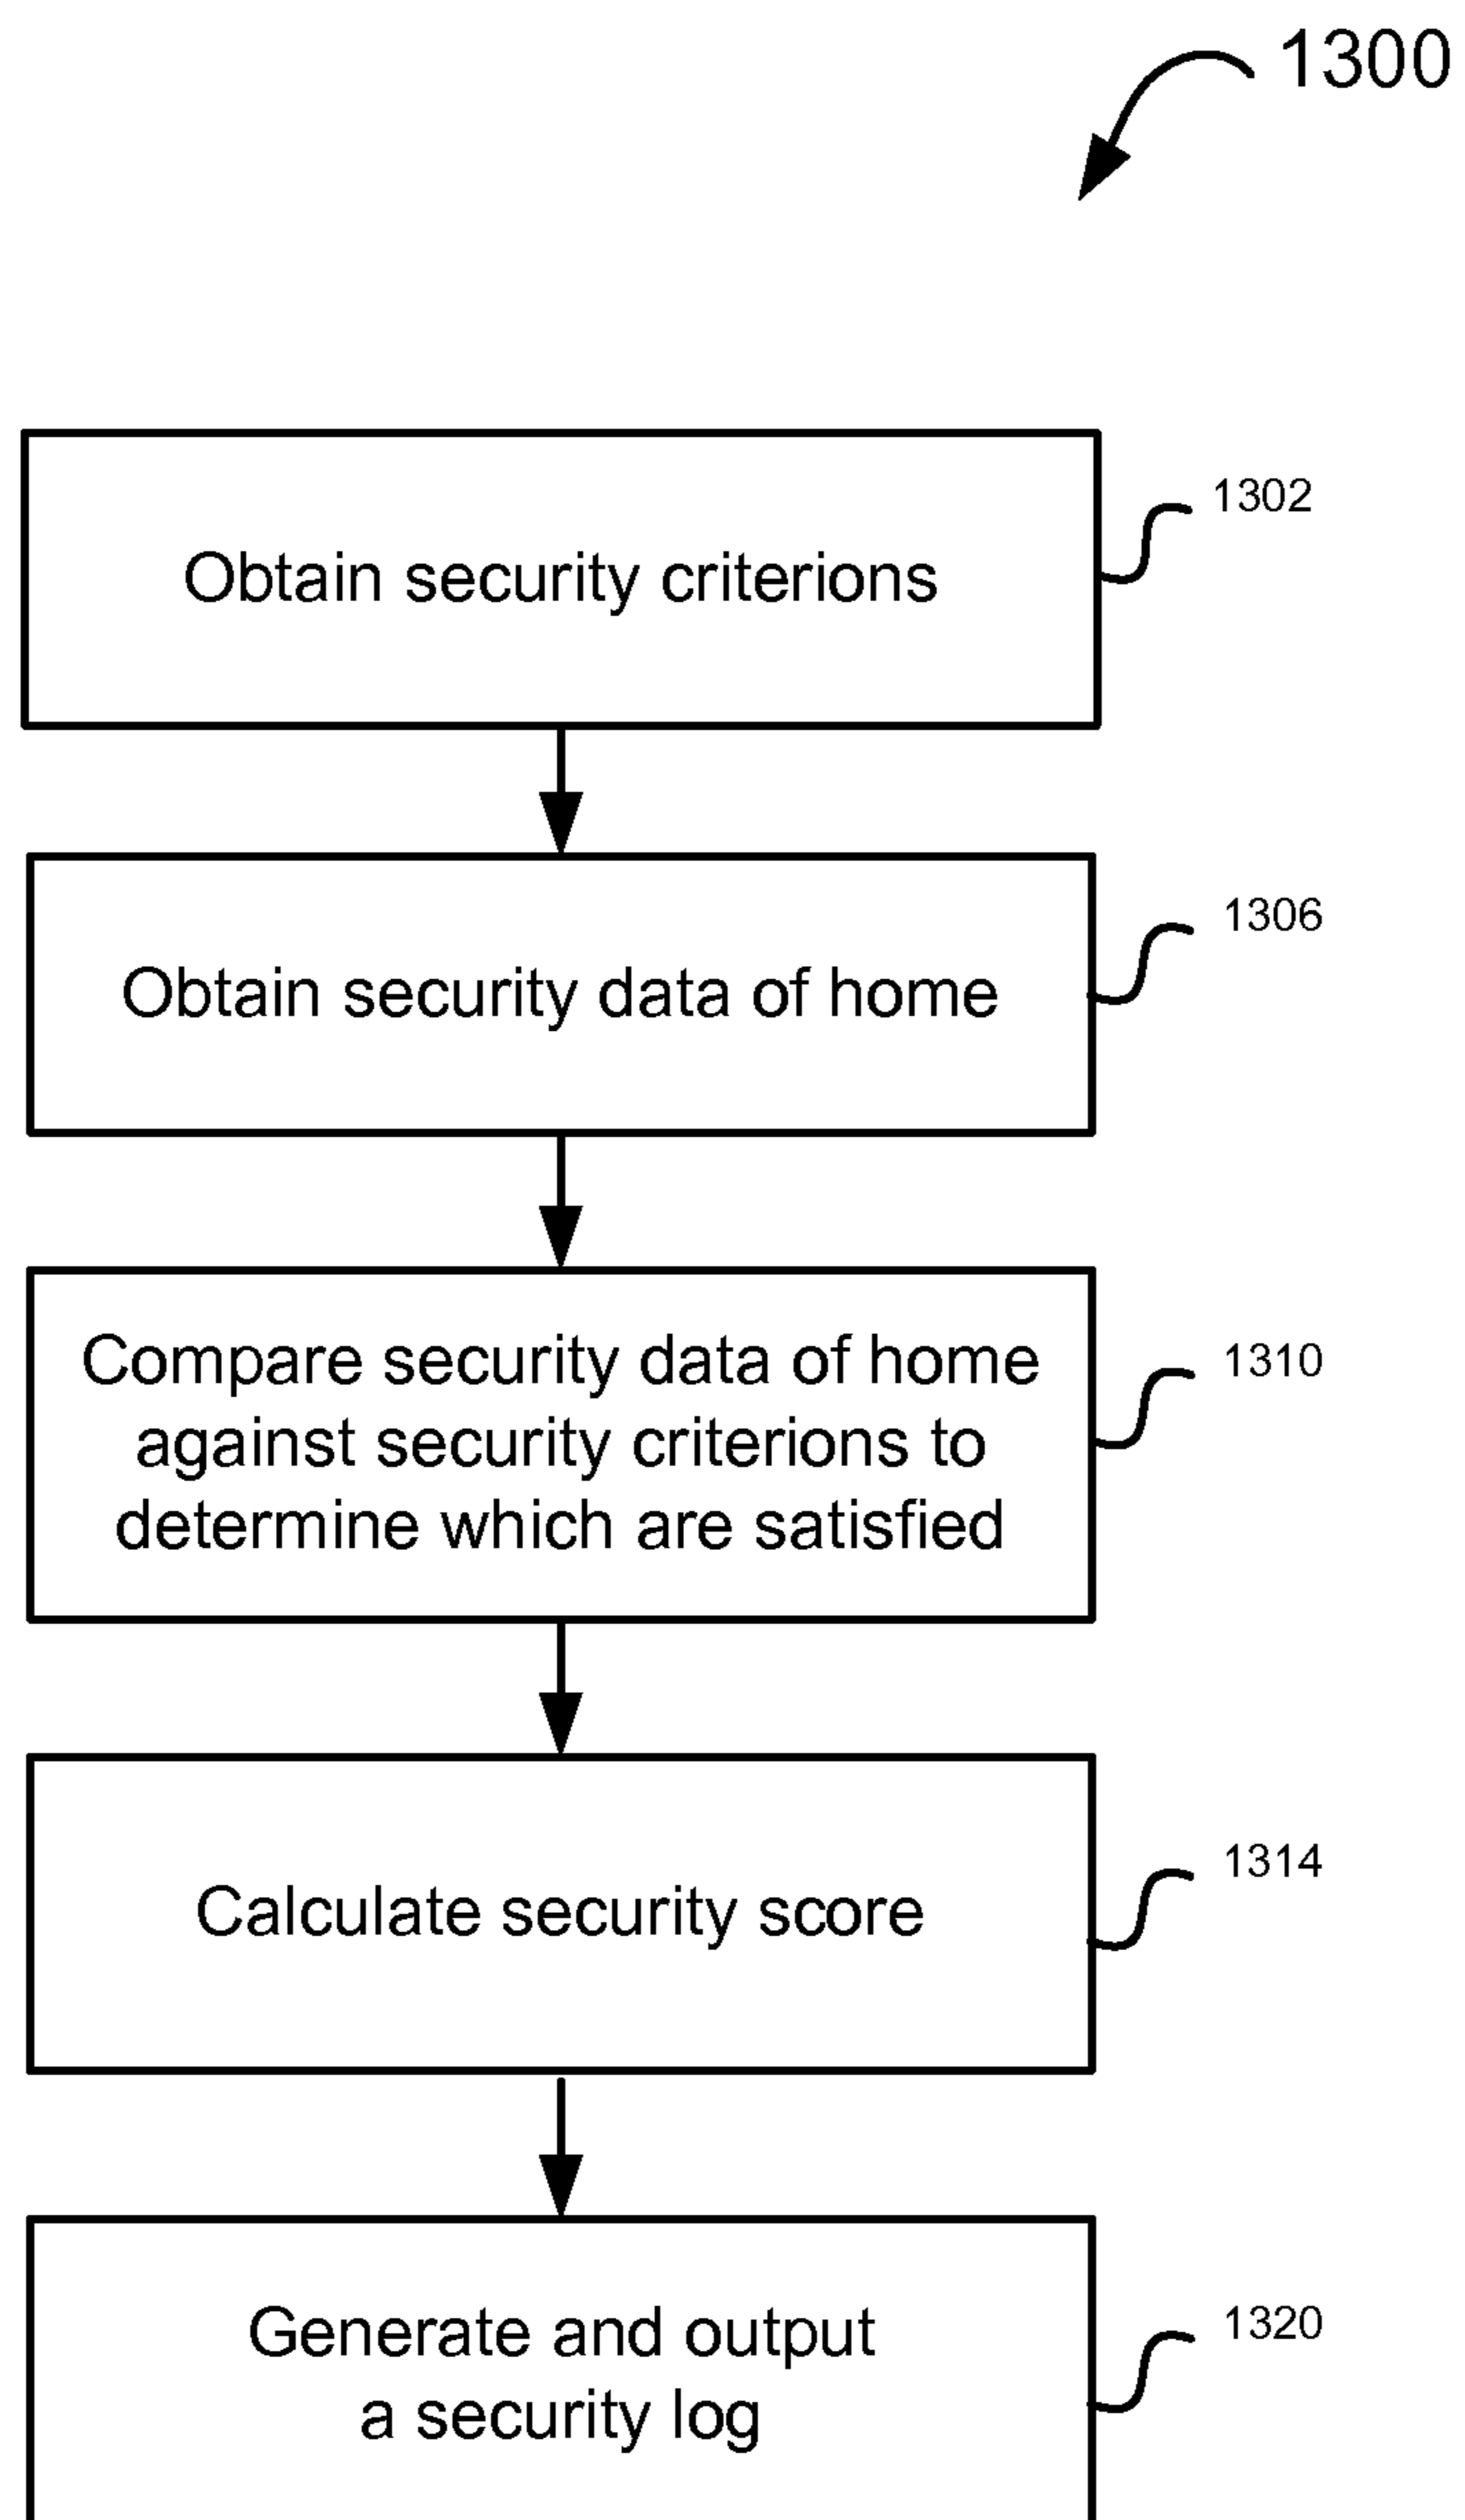 1300
Obtain security criterions
1302
Obtain security data of home
1306
Compare security data of home
against security criterions to
determine which are satisfied
1310
Calculate security score
1314
Generate and output
a security log
1320